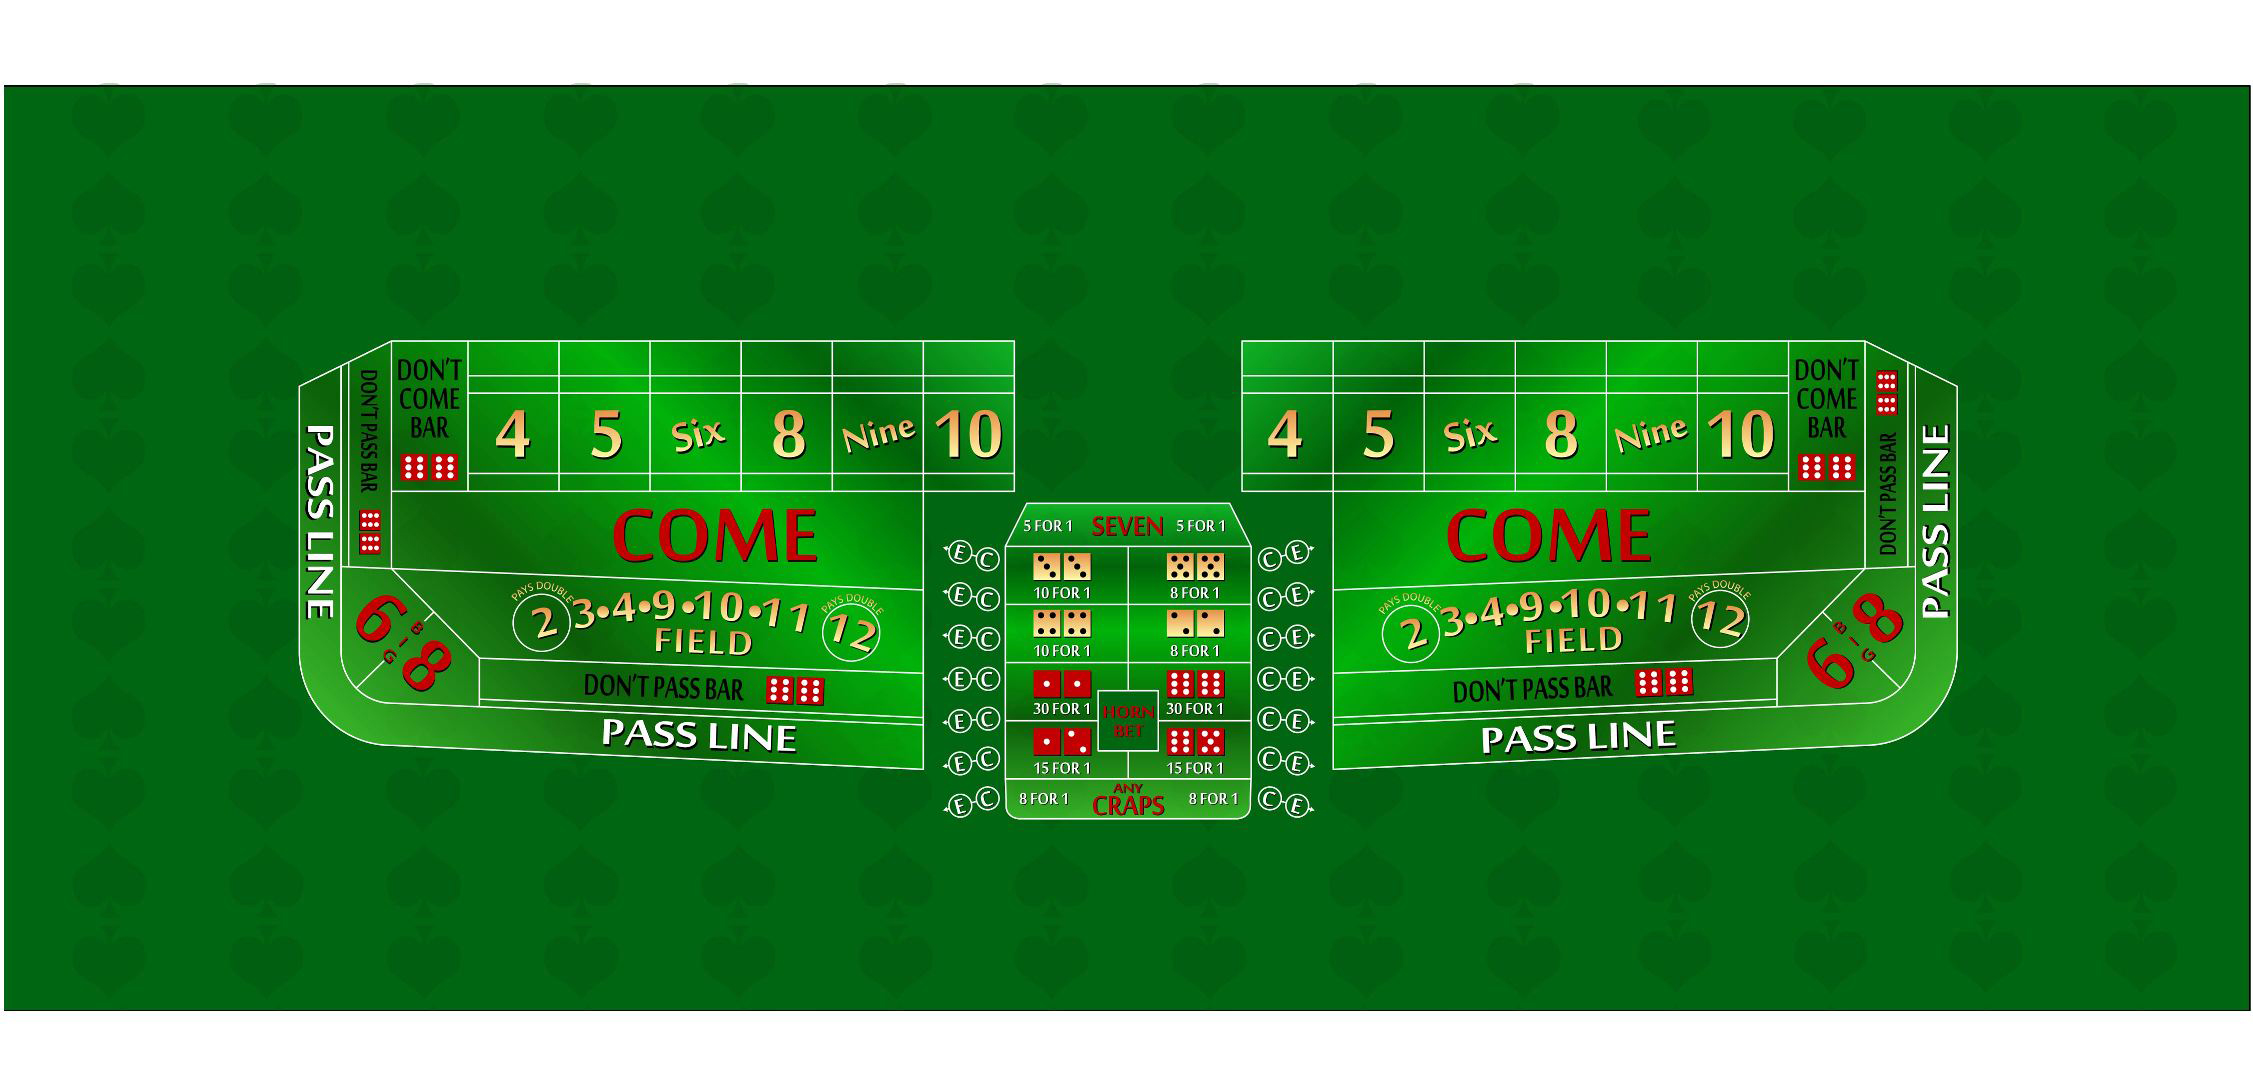 PASS LINE
DON'T PASS BAR
DON'T
COME
BAR
4 5 Six 8 Nine 10
COME
PAYS DOUBLE
2 3•4•9•10•11 12
PAYS DOUBLE
FIELD
6 8
BIG
DON'T PASS BAR
PASS LINE
E C
E C
E C
E C
E C
E C
E C
5 FOR 1 SEVEN 5 FOR 1
10 FOR 1 8 FOR 1
10 FOR 1 8 FOR 1
30 FOR 1 30 FOR 1
HORN
BET
15 FOR 1 15 FOR 1
ANY
8 FOR 1 CRAPS 8 FOR 1
C E
C E
C E
C E
C E
C E
C E
4 5 Six 8 Nine 10
DON'T
COME
BAR
DON'T PASS BAR
PASS LINE
COME
PAYS DOUBLE
2 3•4•9•10•11 12
PAYS DOUBLE
FIELD
6 8
BIG
DON'T PASS BAR
PASS LINE